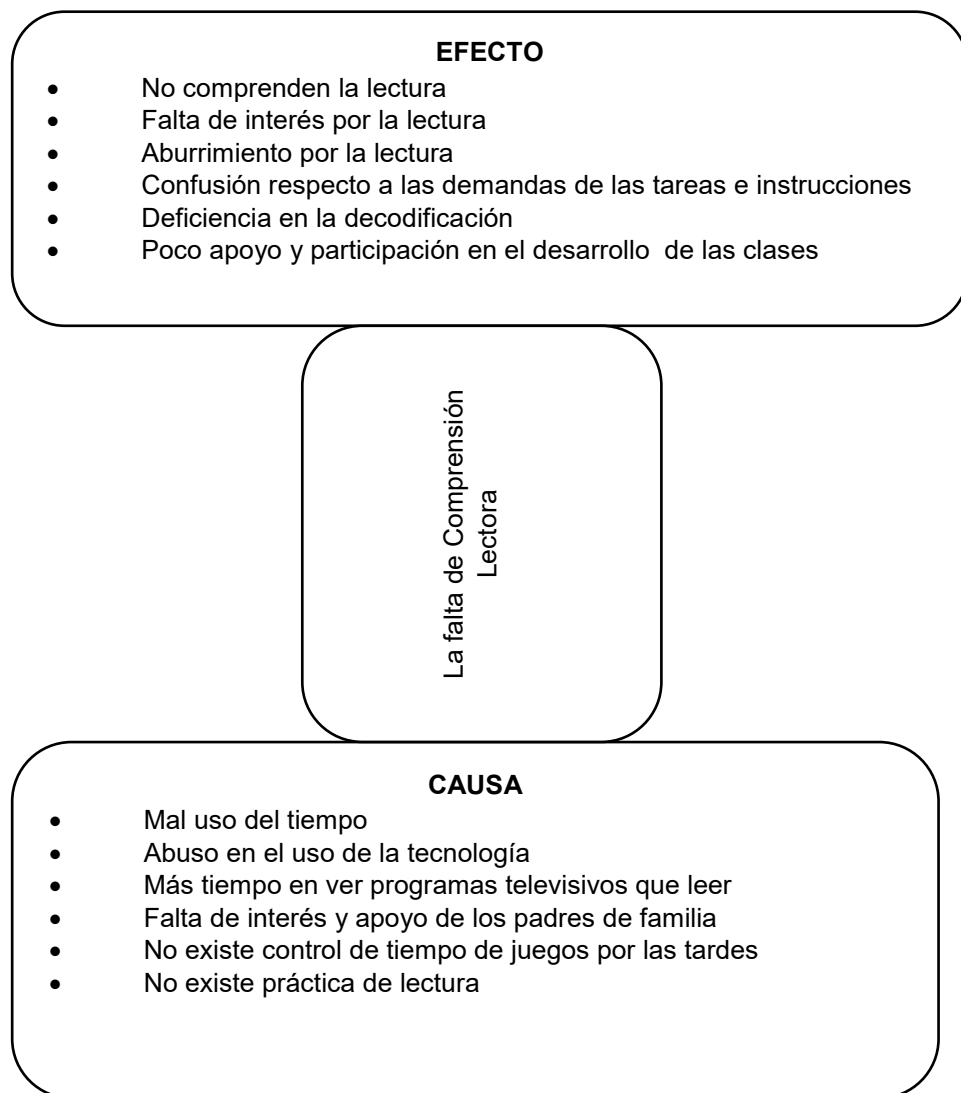 EFECTO
• No comprenden la lectura
• Falta de interés por la lectura
• Aburrimiento por la lectura
• Confusión respecto a las demandas de las tareas e instrucciones
• Deficiencia en la decodificación
• Poco apoyo y participación en el desarrollo de las clases
La falta de Comprensión
Lectora
CAUSA
• Mal uso del tiempo
• Abuso en el uso de la tecnología
• Más tiempo en ver programas televisivos que leer
• Falta de interés y apoyo de los padres de familia
• No existe control de tiempo de juegos por las tardes
• No existe práctica de lectura